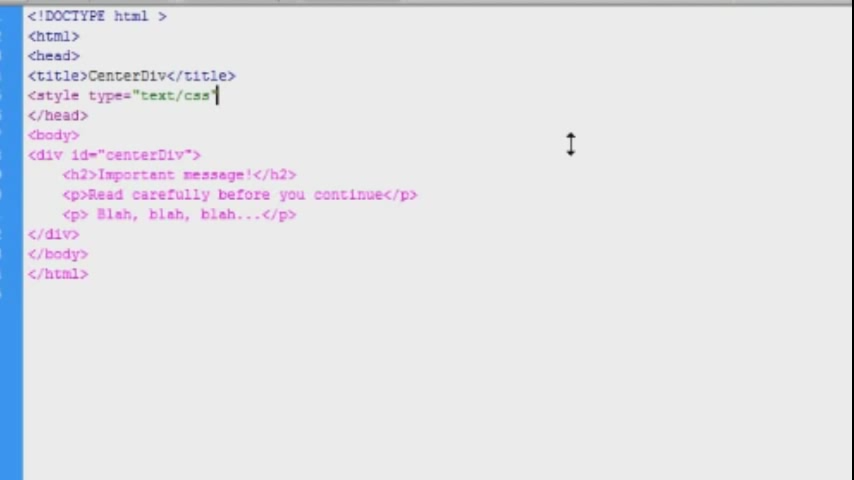 <!DOCTYPE html >
<html>
<head>
<title>CenterDiv</title>
<style type="text/css"
</head>
<body>
<div id="centerDiv">
    <h2>Important message!</h2>
    <p>Read carefully before you continue</p>
    <p> Blah, blah, blah...</p>
</div>
</body>
</html>